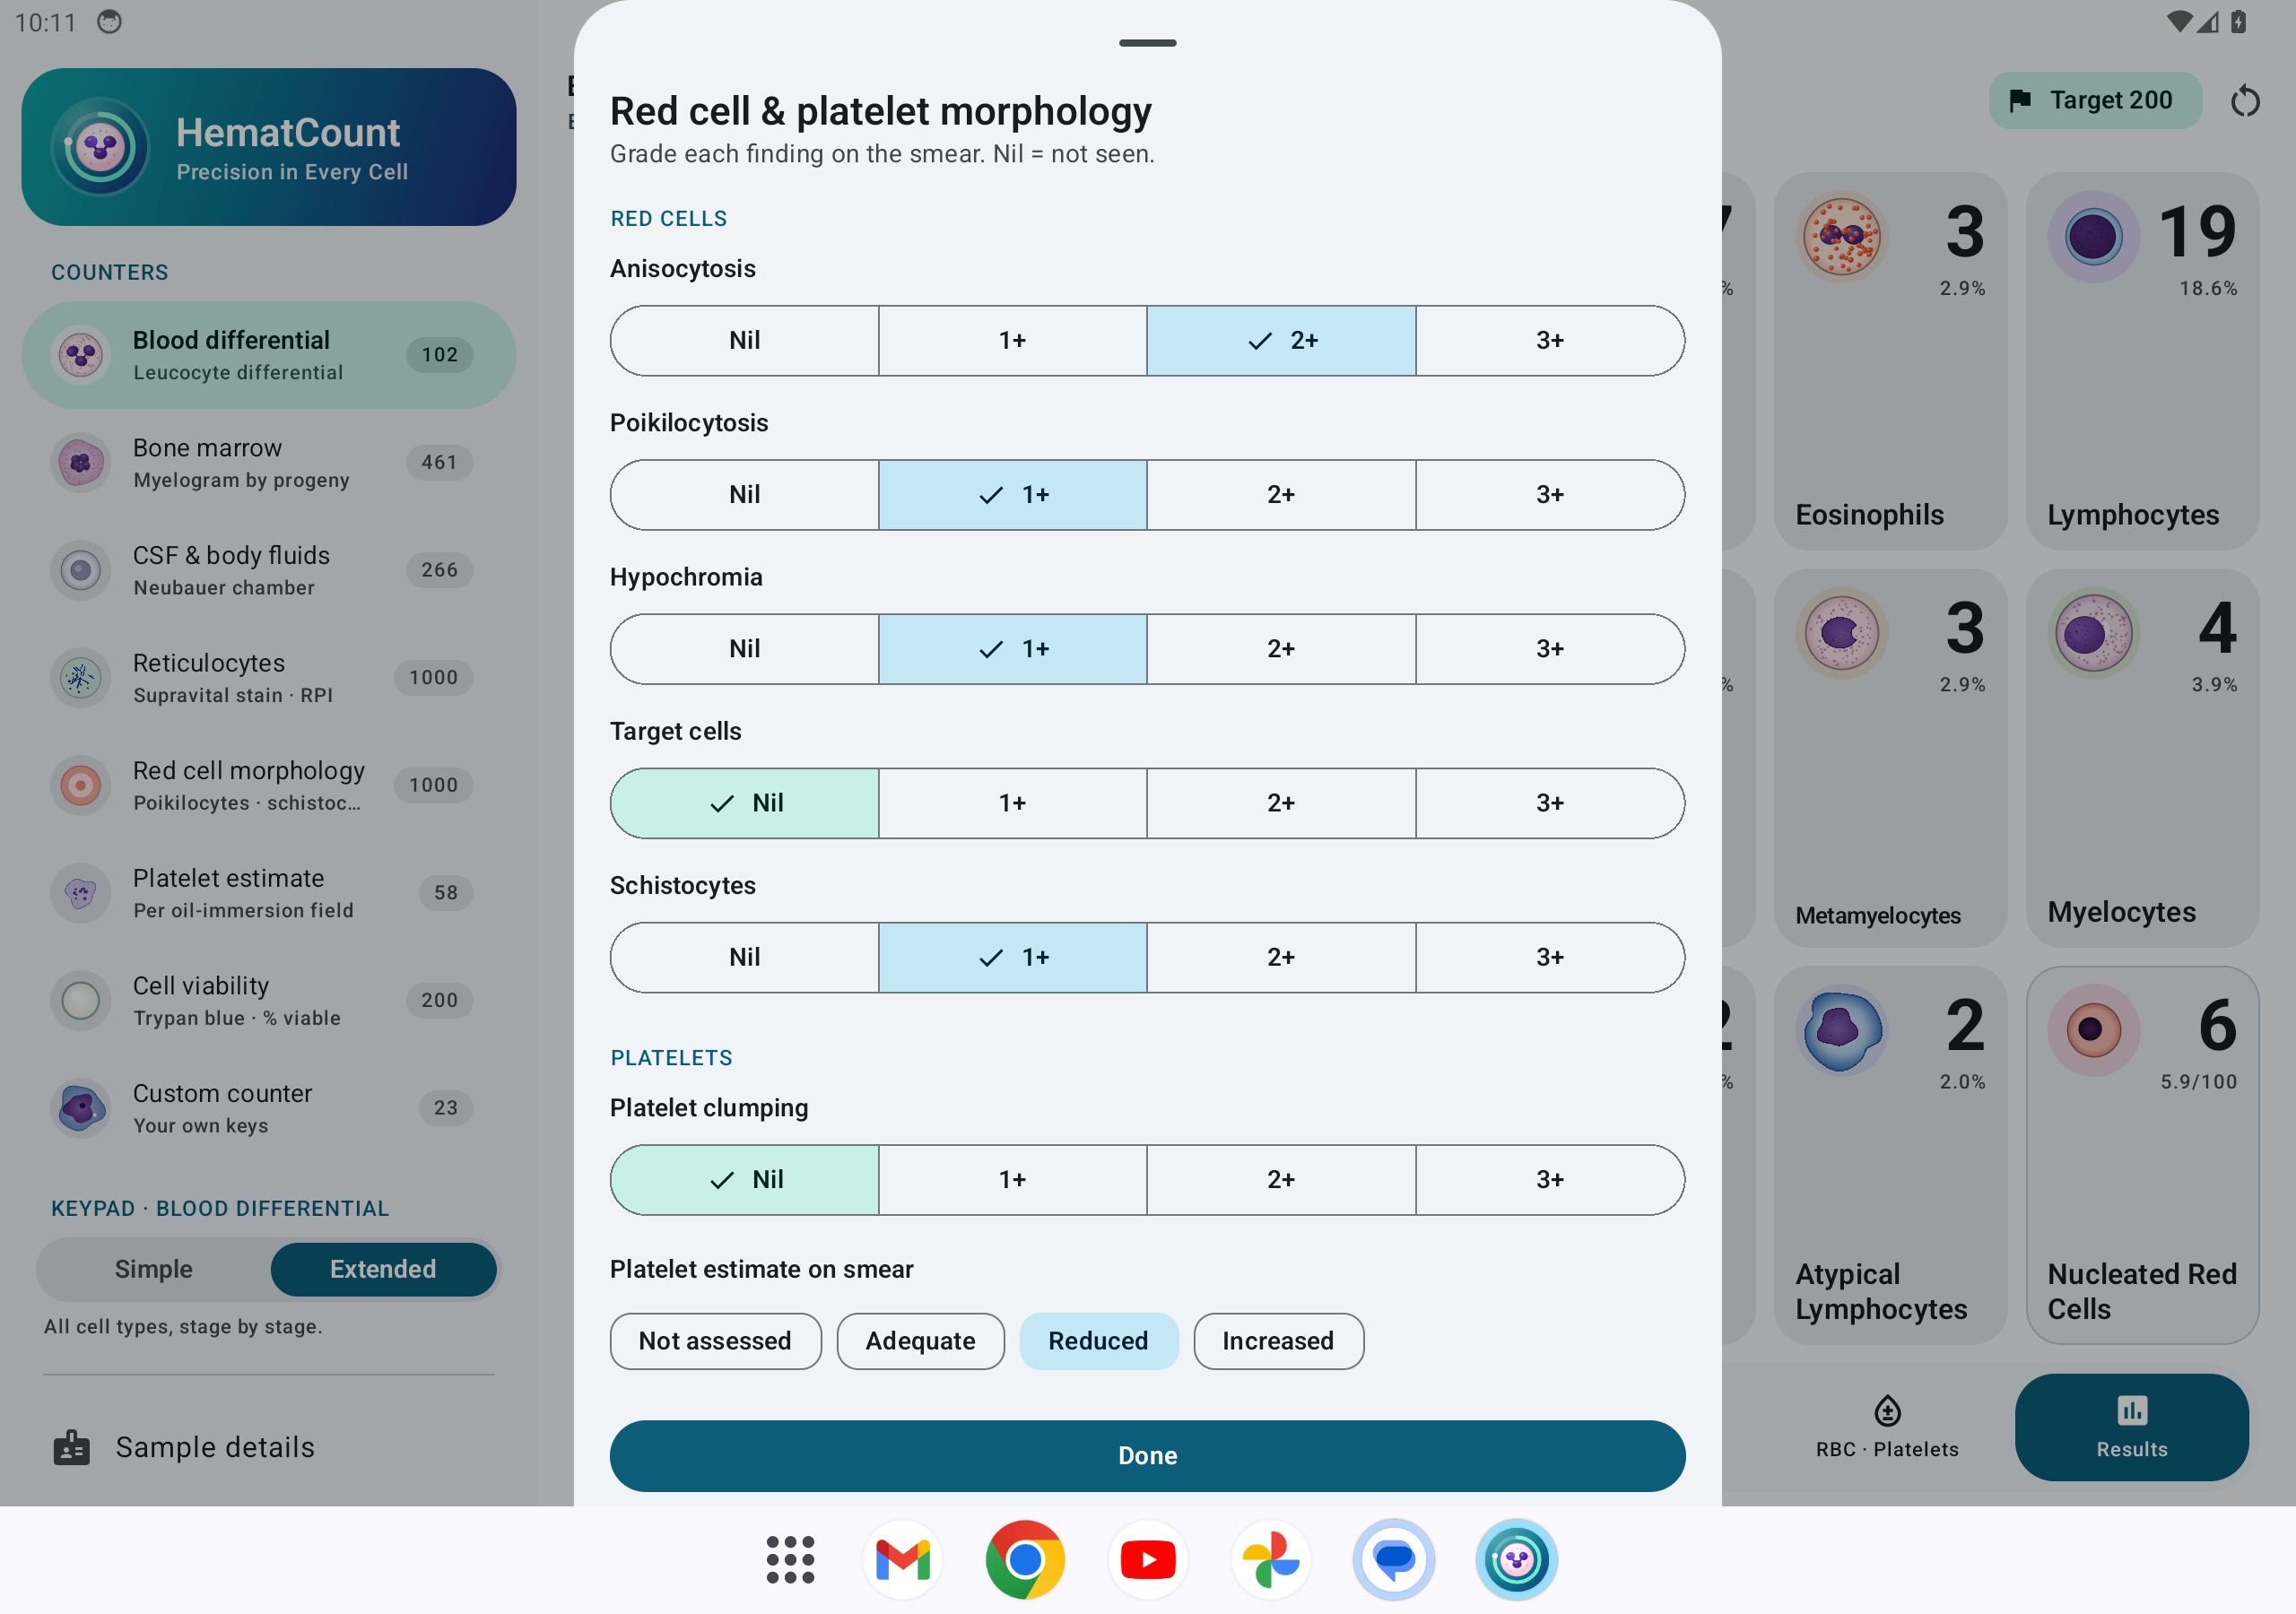 10:11
HematCount
Precision in Every Cell
COUNTERS
Blood differential
Leucocyte differential
102
Bone marrow
Myelogram by progeny
461
CSF & body fluids
Neubauer chamber
266
Reticulocytes
Supravital stain · RPI
1000
Red cell morphology
Poikilocytes · schistoc…
1000
Platelet estimate
Per oil-immersion field
58
Cell viability
Trypan blue · % viable
200
Custom counter
Your own keys
23
KEYPAD · BLOOD DIFFERENTIAL
Simple
Extended
All cell types, stage by stage.
Sample details
Red cell & platelet morphology
Grade each finding on the smear. Nil = not seen.
RED CELLS
Anisocytosis
Nil 1+ 2+ 3+
Poikilocytosis
Nil 1+ 2+ 3+
Hypochromia
Nil 1+ 2+ 3+
Target cells
Nil 1+ 2+ 3+
Schistocytes
Nil 1+ 2+ 3+
PLATELETS
Platelet clumping
Nil 1+ 2+ 3+
Platelet estimate on smear
Not assessed Adequate Reduced Increased
Done
Target 200
3
2.9%
Eosinophils
19
18.6%
Lymphocytes
3
2.9%
Metamyelocytes
4
3.9%
Myelocytes
2
2.0%
Atypical
Lymphocytes
6
5.9/100
Nucleated Red
Cells
RBC · Platelets
Results